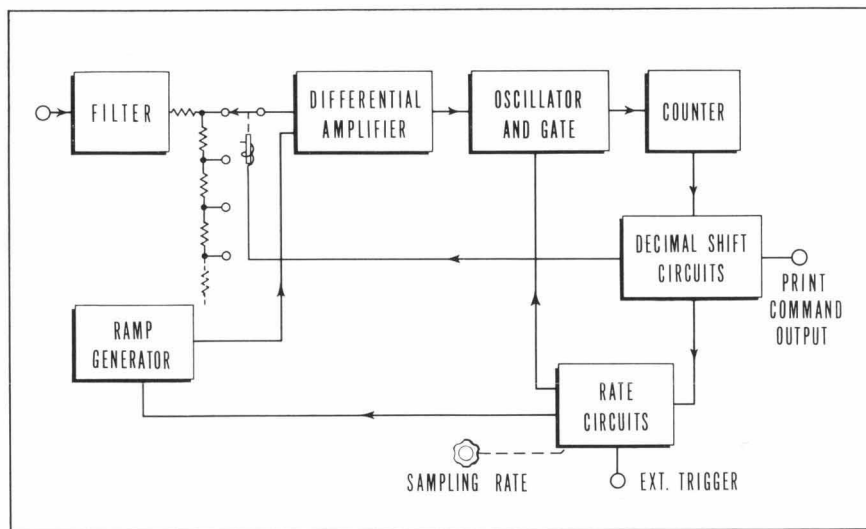 FILTER
DIFFERENTIAL
AMPLIFIER
OSCILLATOR
AND GATE
COUNTER
DECIMAL SHIFT
CIRCUITS
PRINT
COMMAND
OUTPUT
RAMP
GENERATOR
RATE
CIRCUITS
SAMPLING RATE
EXT. TRIGGER